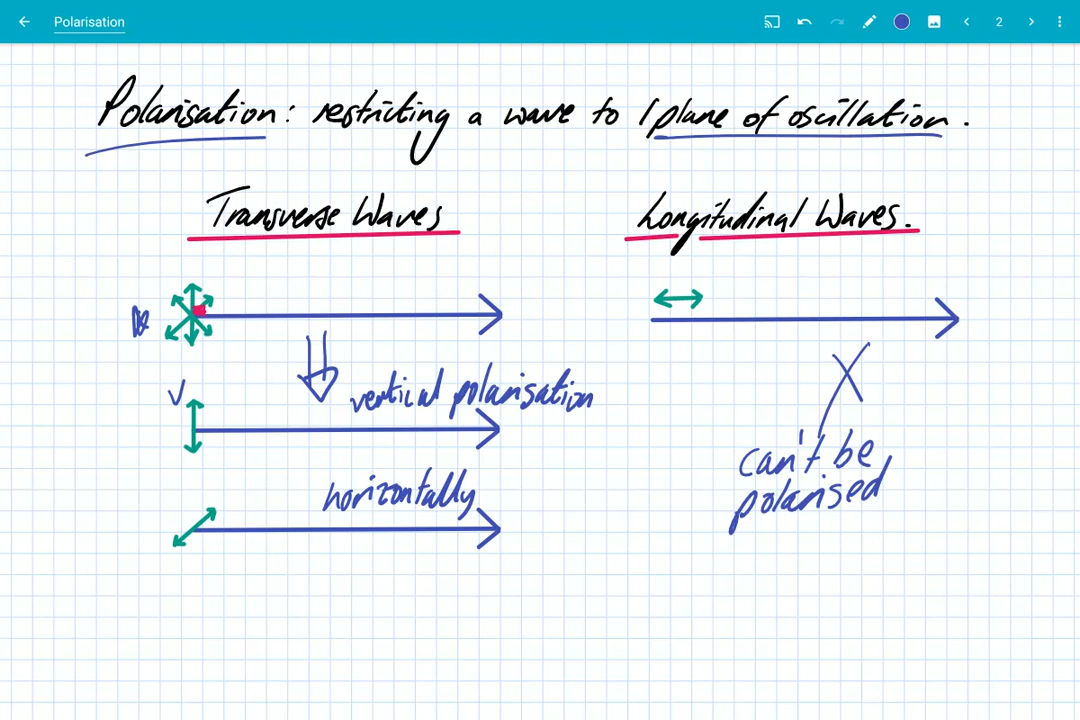 Polarisation
2
Polarisation: restricting a wave to 1 plane of oscillation.
Transverse Waves
Longitudinal Waves.
V
vertical polarisation
horizontally
can't be
polarised